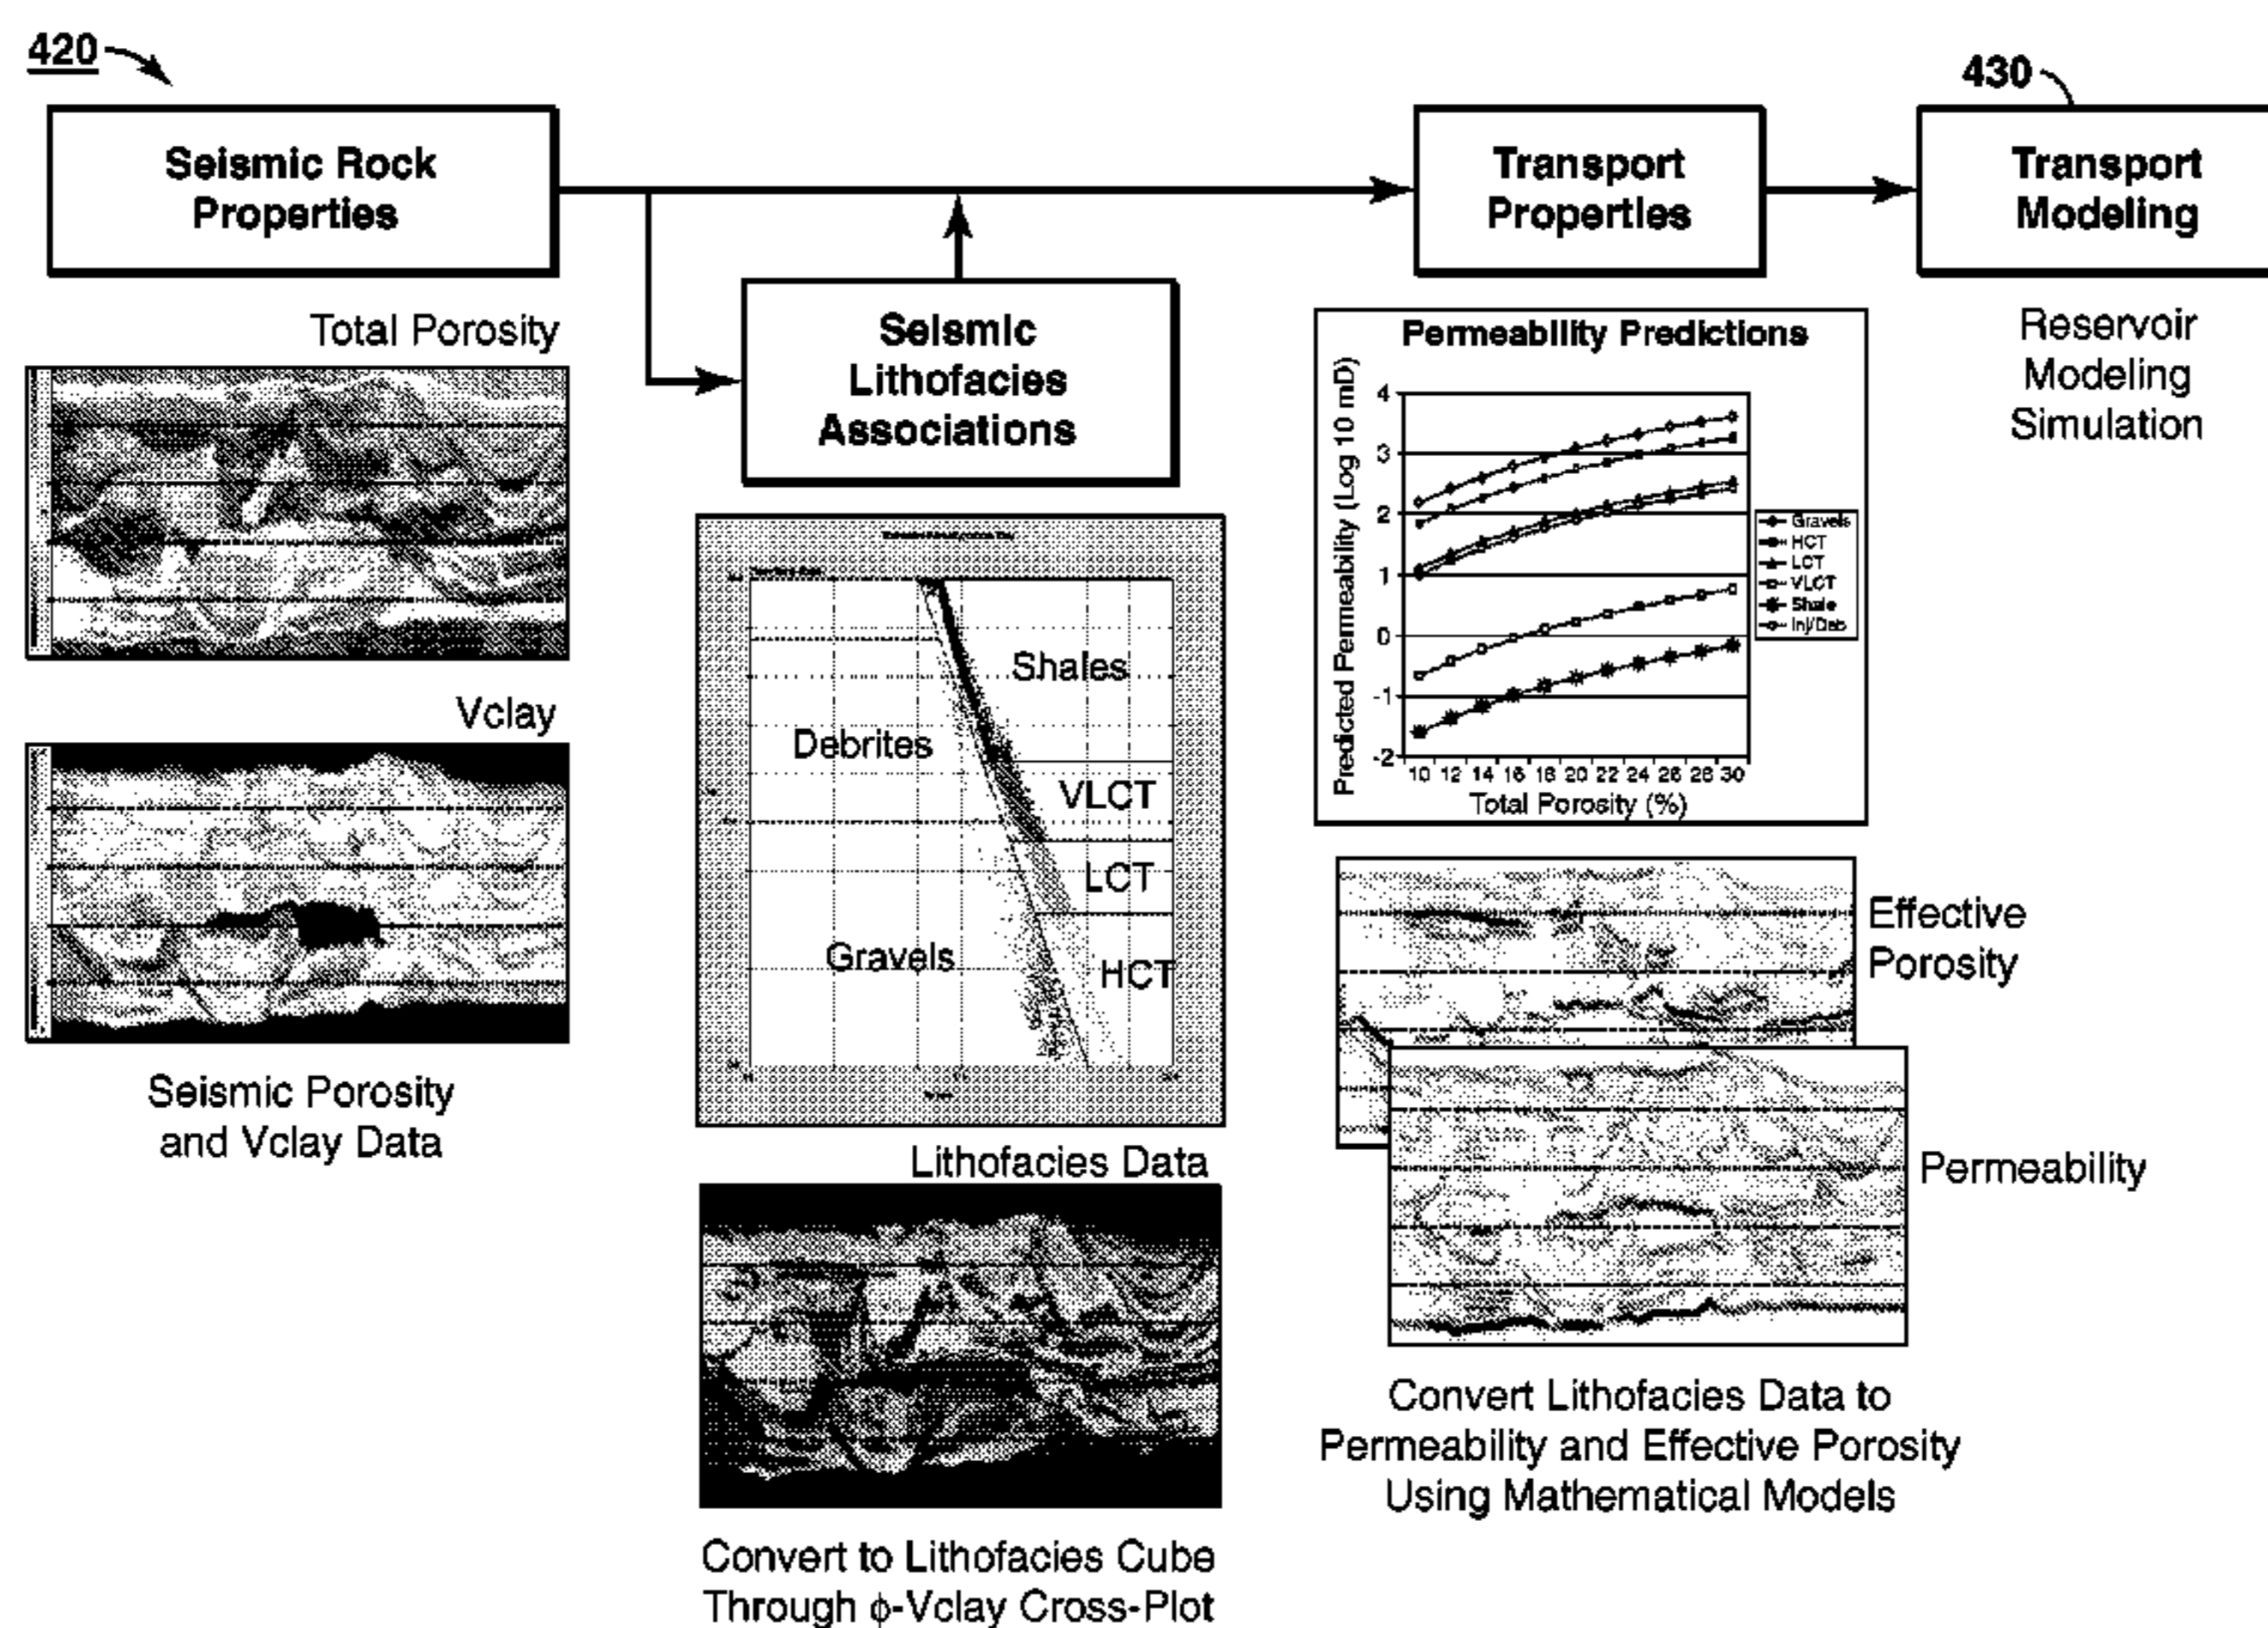 420
430
Seismic Rock
Properties
Transport
Properties
Transport
Modeling
Seismic
Lithofacies
Associations
Total Porosity
Vclay
Seismic Porosity
and Vclay Data
Shales
Debrites
VLCT
LCT
Gravels
HCT
Lithofacies Data
Convert to Lithofacies Cube
Through ϕ-Vclay Cross-Plot
Permeability Predictions
Predicted Permeability (Log 10 mD)
4
3
2
1
0
-1
-2
10 12 14 16 18 20 22 24 26 28 30
Total Porosity (%)
Gravels
HCT
LCT
VLCT
Shale
Inj/Deb
Reservoir
Modeling
Simulation
Effective
Porosity
Permeability
Convert Lithofacies Data to
Permeability and Effective Porosity
Using Mathematical Models